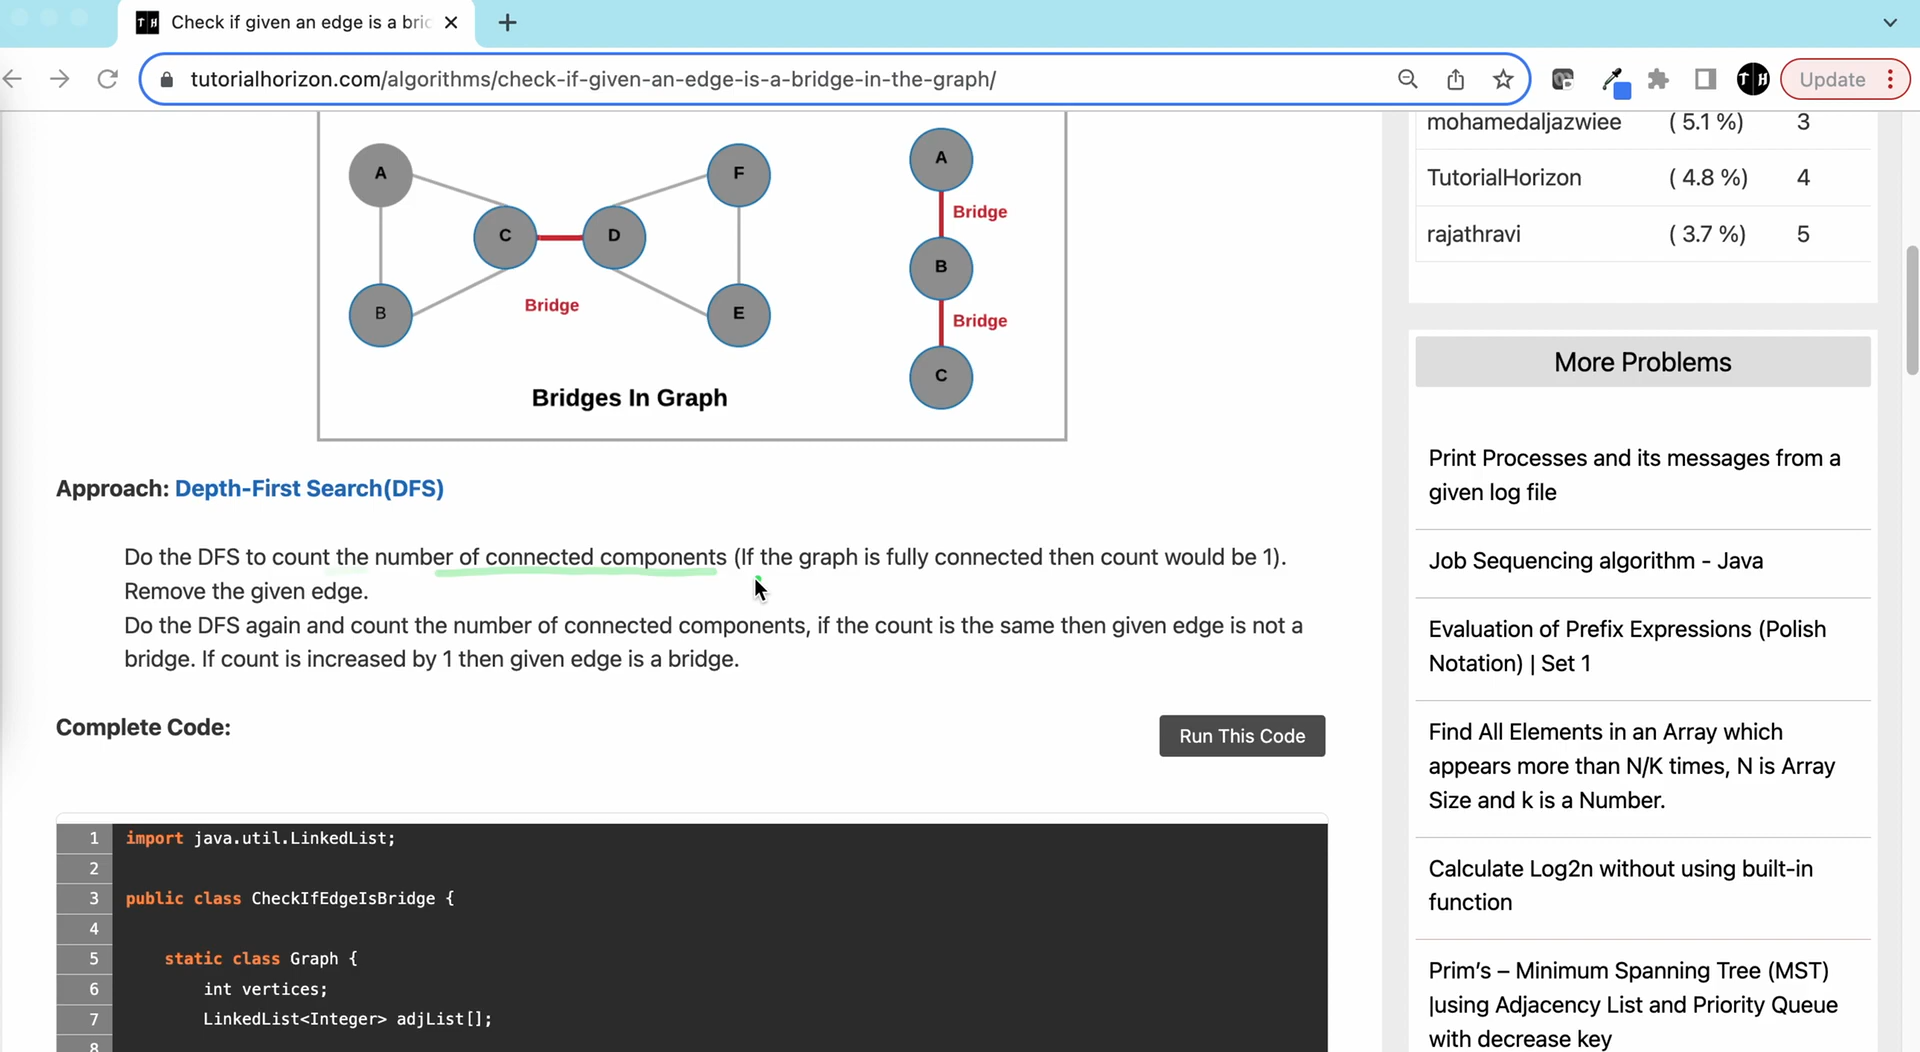 Check if given an edge is a bric
tutorialhorizon.com/algorithms/check-if-given-an-edge-is-a-bridge-in-the-graph/
T H
Update
A
F
C
D
B
E
Bridge
A
Bridge
B
Bridge
C
Bridges In Graph
Approach: Depth-First Search(DFS)
Do the DFS to count the number of connected components (If the graph is fully connected then count would be 1).
Remove the given edge.
Do the DFS again and count the number of connected components, if the count is the same then given edge is not a
bridge. If count is increased by 1 then given edge is a bridge.
Complete Code:
Run This Code
1 import java.util.LinkedList;
2
3 public class CheckIfEdgeIsBridge {
4
5 static class Graph {
6 int vertices;
7 LinkedList<Integer> adjList[];
8
mohamedaljazwiee ( 5.1 %) 3
TutorialHorizon ( 4.8 %) 4
rajathravi ( 3.7 %) 5
More Problems
Print Processes and its messages from a
given log file
Job Sequencing algorithm - Java
Evaluation of Prefix Expressions (Polish
Notation) | Set 1
Find All Elements in an Array which
appears more than N/K times, N is Array
Size and k is a Number.
Calculate Log2n without using built-in
function
Prim's – Minimum Spanning Tree (MST)
|using Adjacency List and Priority Queue
with decrease key